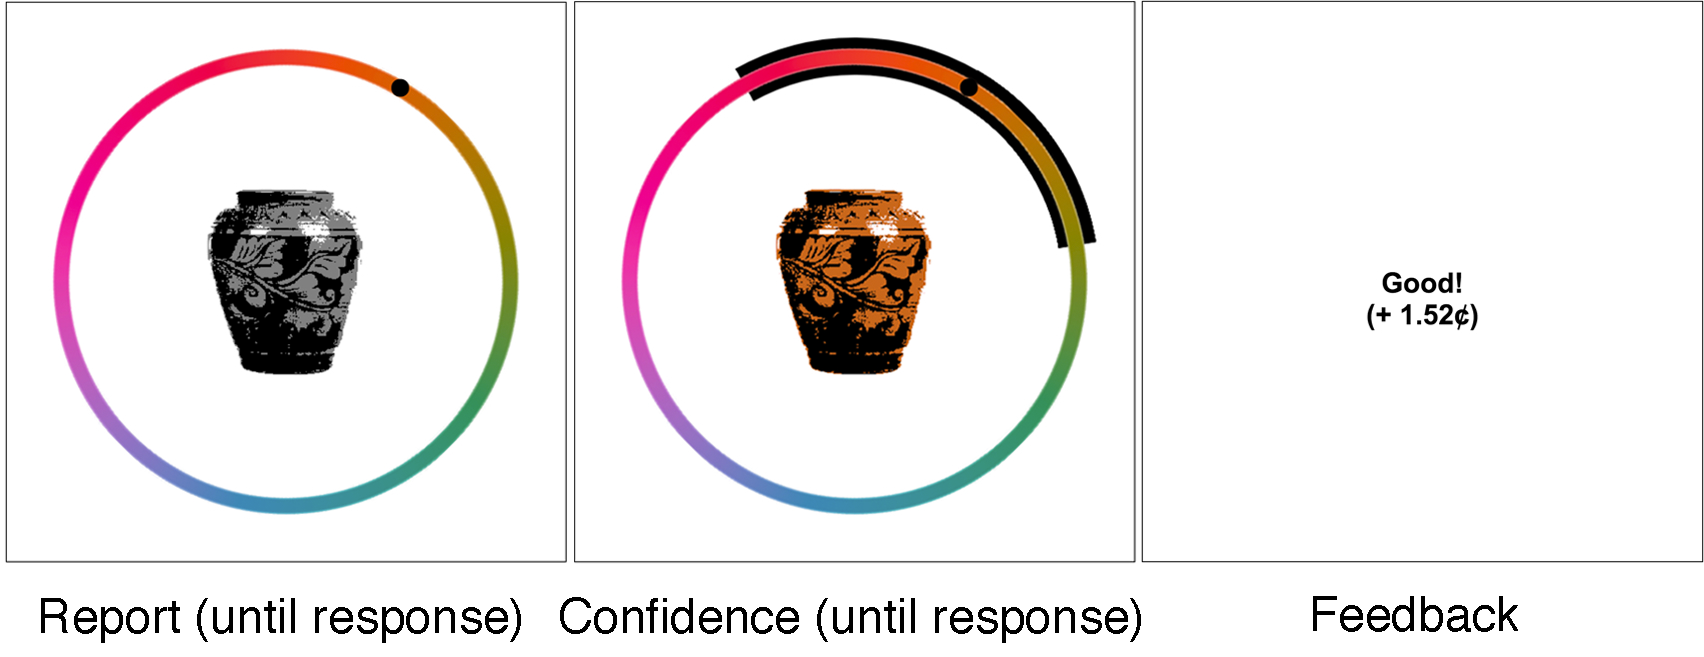 Good!
(+ 1.52¢)
Report (until response)
Confidence (until response)
Feedback